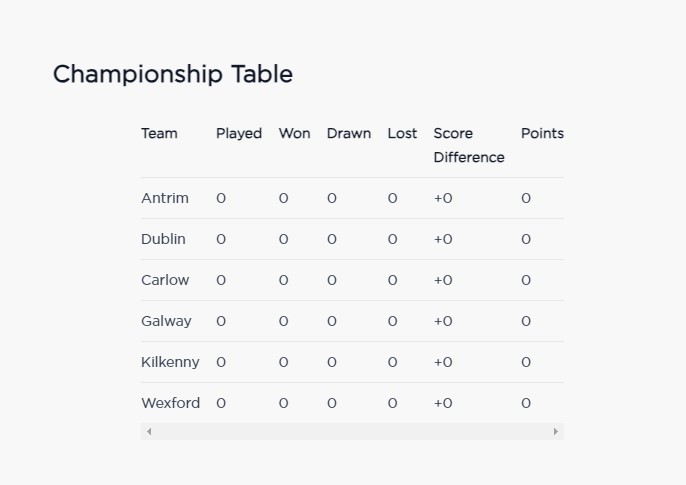 Championship Table
Team Played Won Drawn Lost Score Difference Points
Antrim 0 0 0 0 +0 0
Dublin 0 0 0 0 +0 0
Carlow 0 0 0 0 +0 0
Galway 0 0 0 0 +0 0
Kilkenny 0 0 0 0 +0 0
Wexford 0 0 0 0 +0 0